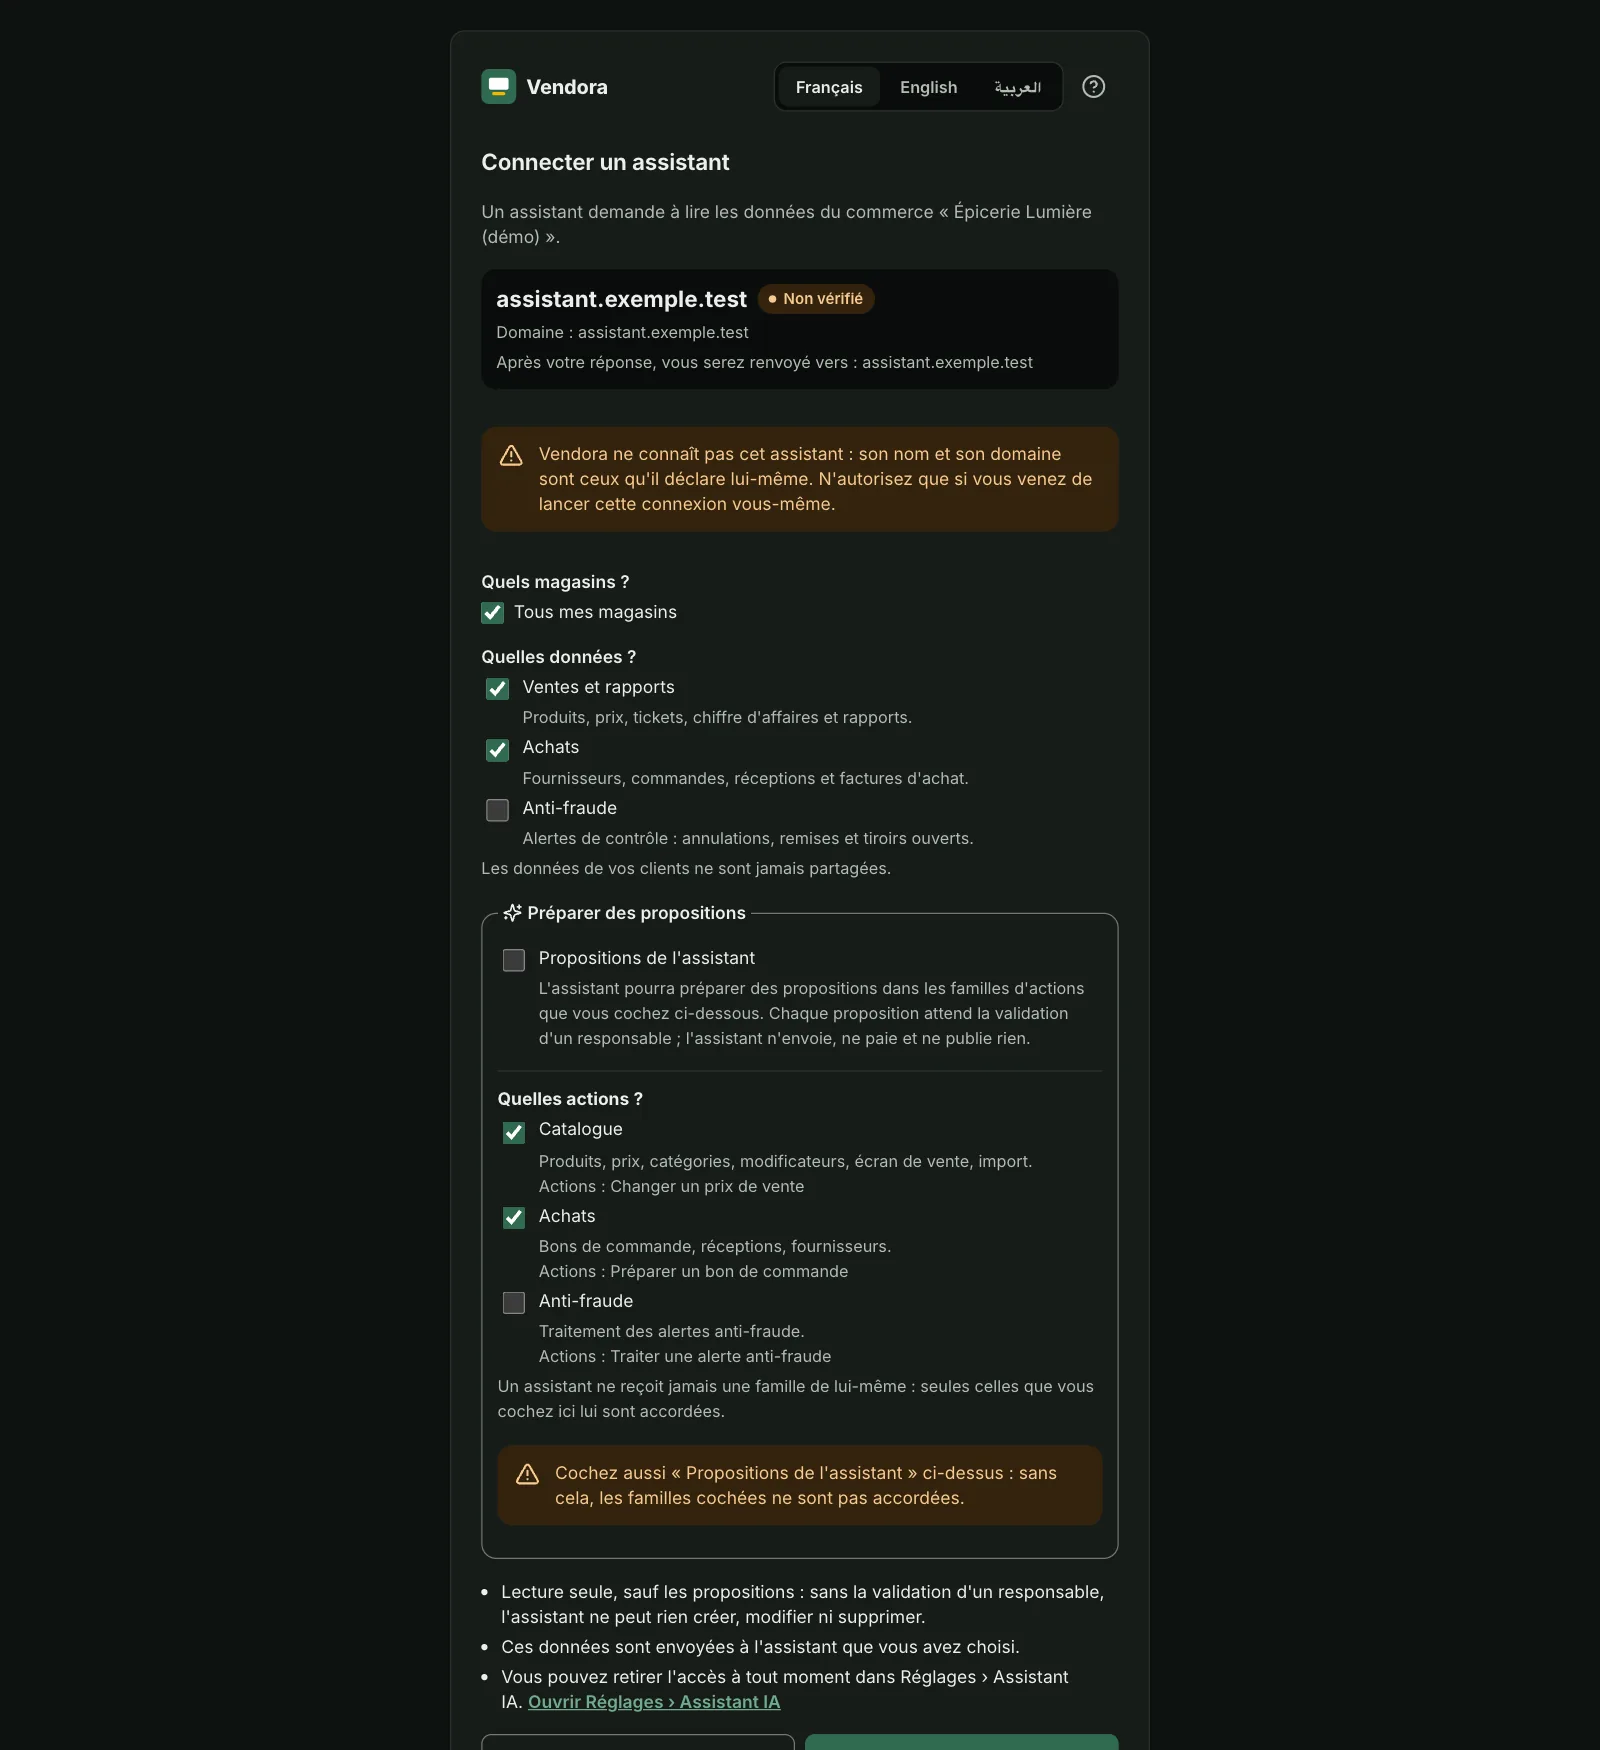 Vendora
Français
English
العربية
Connecter un assistant
Un assistant demande à lire les données du commerce « Épicerie Lumière
(démo) ».
assistant.exemple.test
Non vérifié
Domaine : assistant.exemple.test
Après votre réponse, vous serez renvoyé vers : assistant.exemple.test
Vendora ne connaît pas cet assistant : son nom et son domaine
sont ceux qu'il déclare lui-même. N'autorisez que si vous venez de
lancer cette connexion vous-même.
Quels magasins ?
Tous mes magasins
Quelles données ?
Ventes et rapports
Produits, prix, tickets, chiffre d'affaires et rapports.
Achats
Fournisseurs, commandes, réceptions et factures d'achat.
Anti-fraude
Alertes de contrôle : annulations, remises et tiroirs ouverts.
Les données de vos clients ne sont jamais partagées.
Préparer des propositions
Propositions de l'assistant
L'assistant pourra préparer des propositions dans les familles d'actions
que vous cochez ci-dessous. Chaque proposition attend la validation
d'un responsable ; l'assistant n'envoie, ne paie et ne publie rien.
Quelles actions ?
Catalogue
Produits, prix, catégories, modificateurs, écran de vente, import.
Actions : Changer un prix de vente
Achats
Bons de commande, réceptions, fournisseurs.
Actions : Préparer un bon de commande
Anti-fraude
Traitement des alertes anti-fraude.
Actions : Traiter une alerte anti-fraude
Un assistant ne reçoit jamais une famille de lui-même : seules celles que vous
cochez ici lui sont accordées.
Cochez aussi « Propositions de l'assistant » ci-dessus : sans
cela, les familles cochées ne sont pas accordées.
• Lecture seule, sauf les propositions : sans la validation d'un responsable,
l'assistant ne peut rien créer, modifier ni supprimer.
• Ces données sont envoyées à l'assistant que vous avez choisi.
• Vous pouvez retirer l'accès à tout moment dans Réglages › Assistant
IA. Ouvrir Réglages › Assistant IA